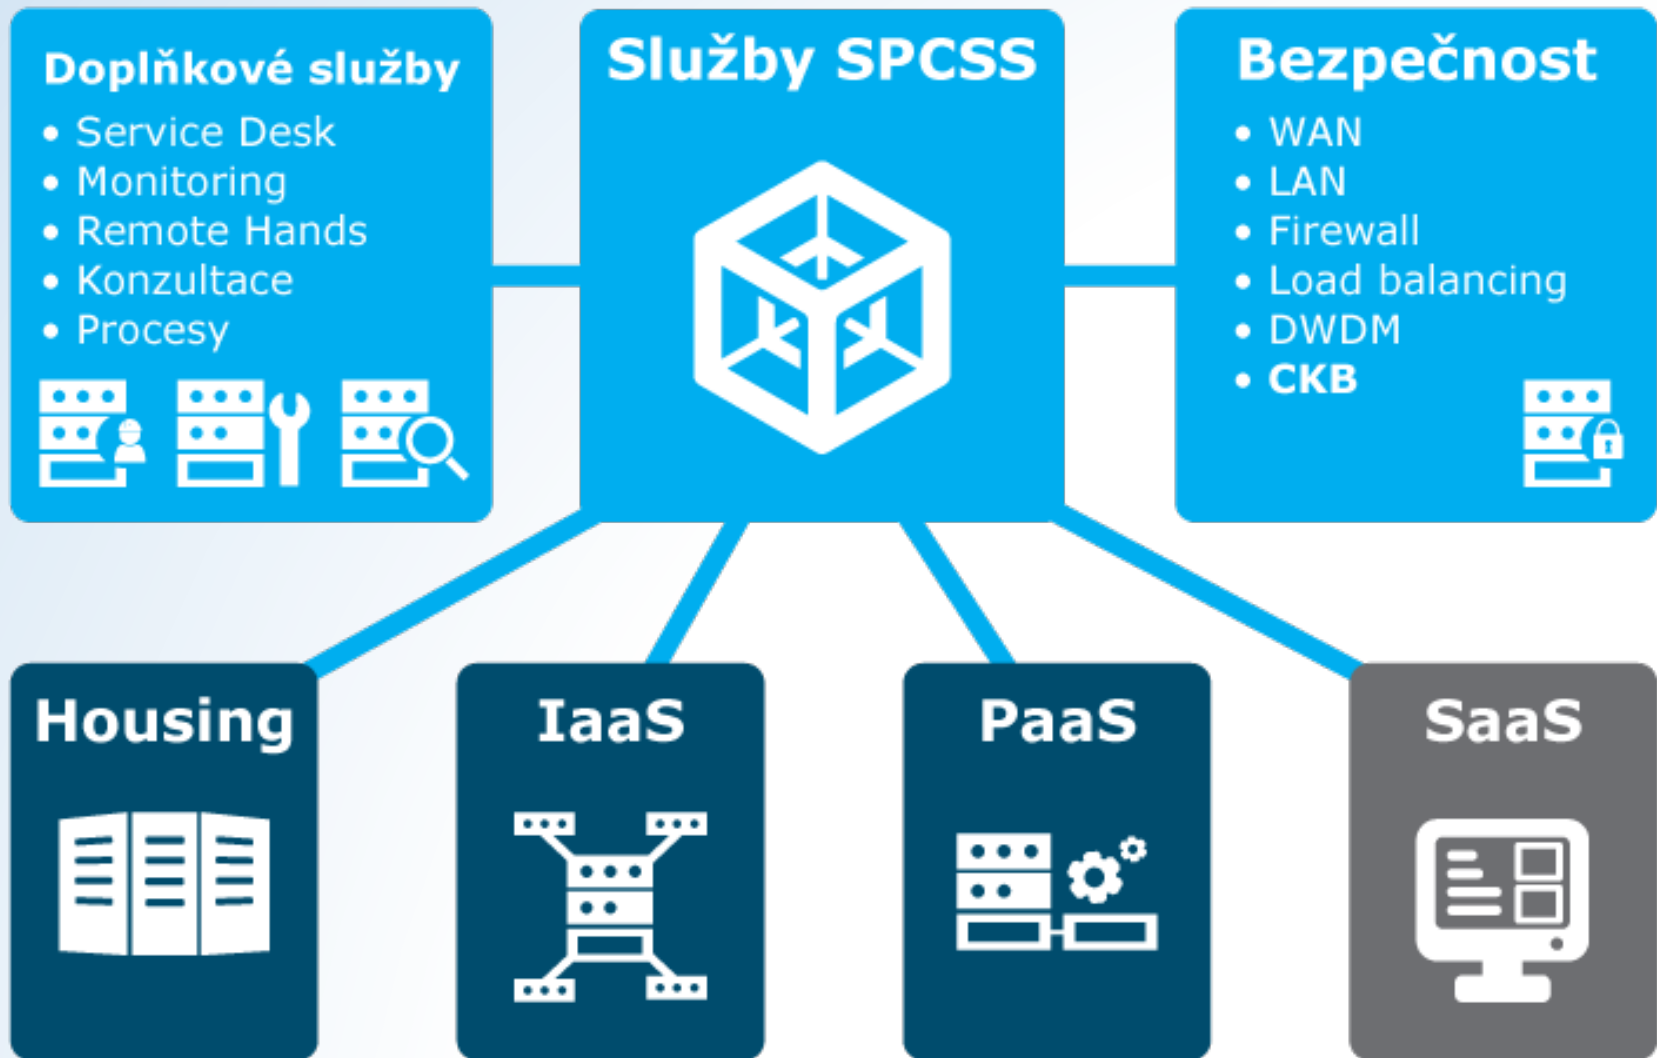 Doplňkové služby
• Service Desk
• Monitoring
• Remote Hands
• Konzultace
• Procesy
Služby SPCSS
Bezpečnost
• WAN
• LAN
• Firewall
• Load balancing
• DWDM
• CKB
Housing
IaaS
PaaS
SaaS